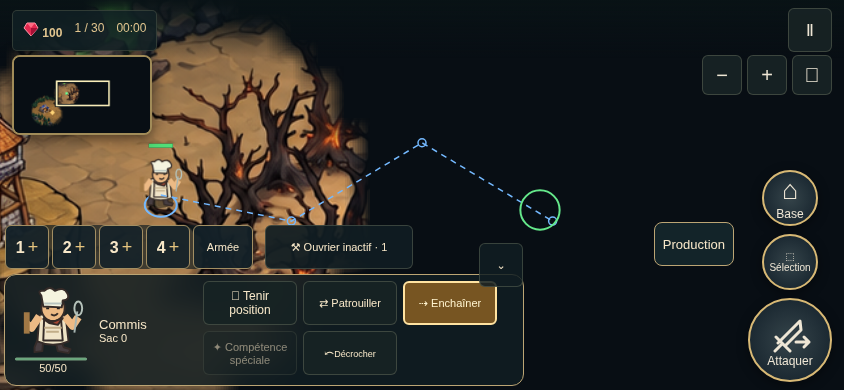 100 1 / 30 00:00
Base
Production
Sélection
1 + 2 + 3 + 4 + Armée ⚒ Ouvrier inactif · 1
Tenir position ⇄ Patrouiller ⇢ Enchaîner
Commis
Sac 0
50/50
✦ Compétence spéciale ⤺Décrocher
Attaquer